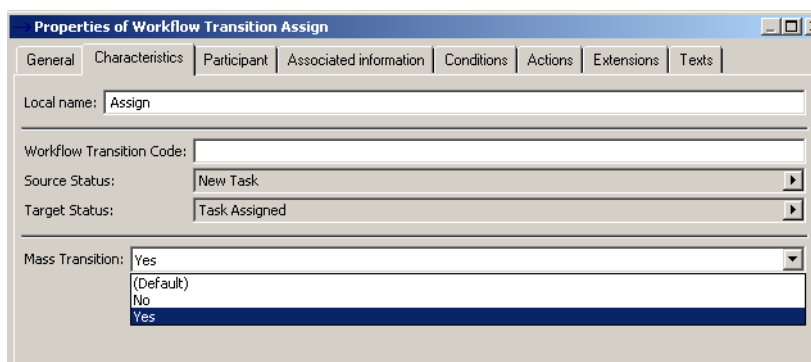 Properties of Workflow Transition Assign
General Characteristics Participant Associated information Conditions Actions Extensions Texts
Local name: Assign
Workflow Transition Code:
Source Status: New Task
Target Status: Task Assigned
Mass Transition: Yes
(Default)
No
Yes